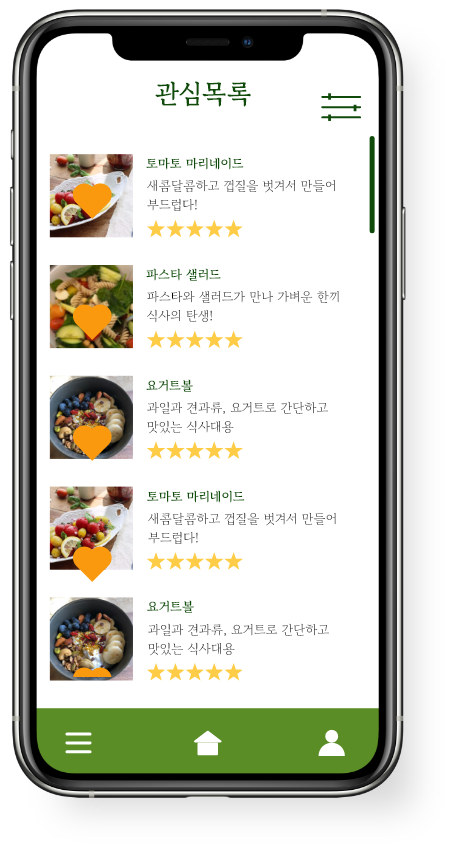 관심목록
토마토 마리네이드
새콤달콤하고 껍질을 벗겨서 만들어
부드럽다!
파스타 샐러드
파스타와 샐러드가 만나 가벼운 한끼
식사의 탄생!
요거트볼
과일과 견과류, 요거트로 간단하고
맛있는 식사대용
토마토 마리네이드
새콤달콤하고 껍질을 벗겨서 만들어
부드럽다!
요거트볼
과일과 견과류, 요거트로 간단하고
맛있는 식사대용